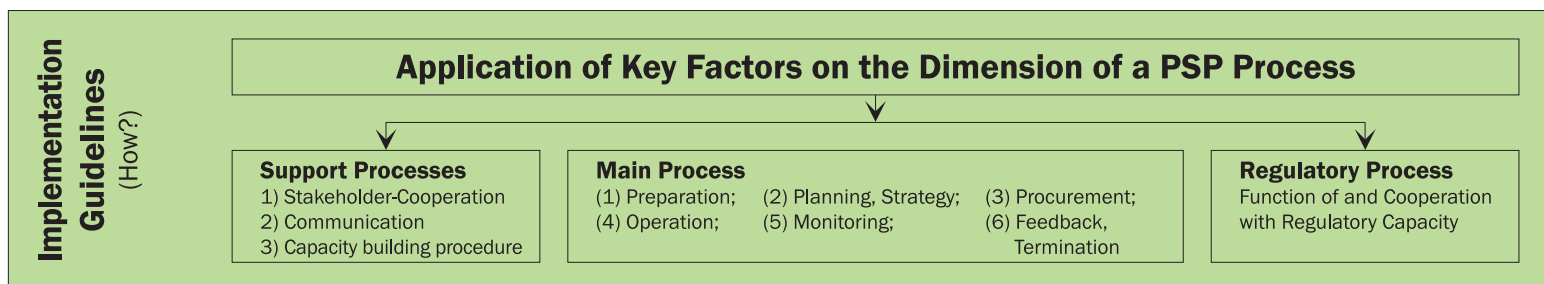 Implementation
Guidelines
(How?)
Application of Key Factors on the Dimension of a PSP Process
Support Processes
1) Stakeholder-Cooperation
2) Communication
3) Capacity building procedure
Main Process
(1) Preparation; (2) Planning, Strategy; (3) Procurement;
(4) Operation; (5) Monitoring; (6) Feedback,
Termination
Regulatory Process
Function of and Cooperation
with Regulatory Capacity